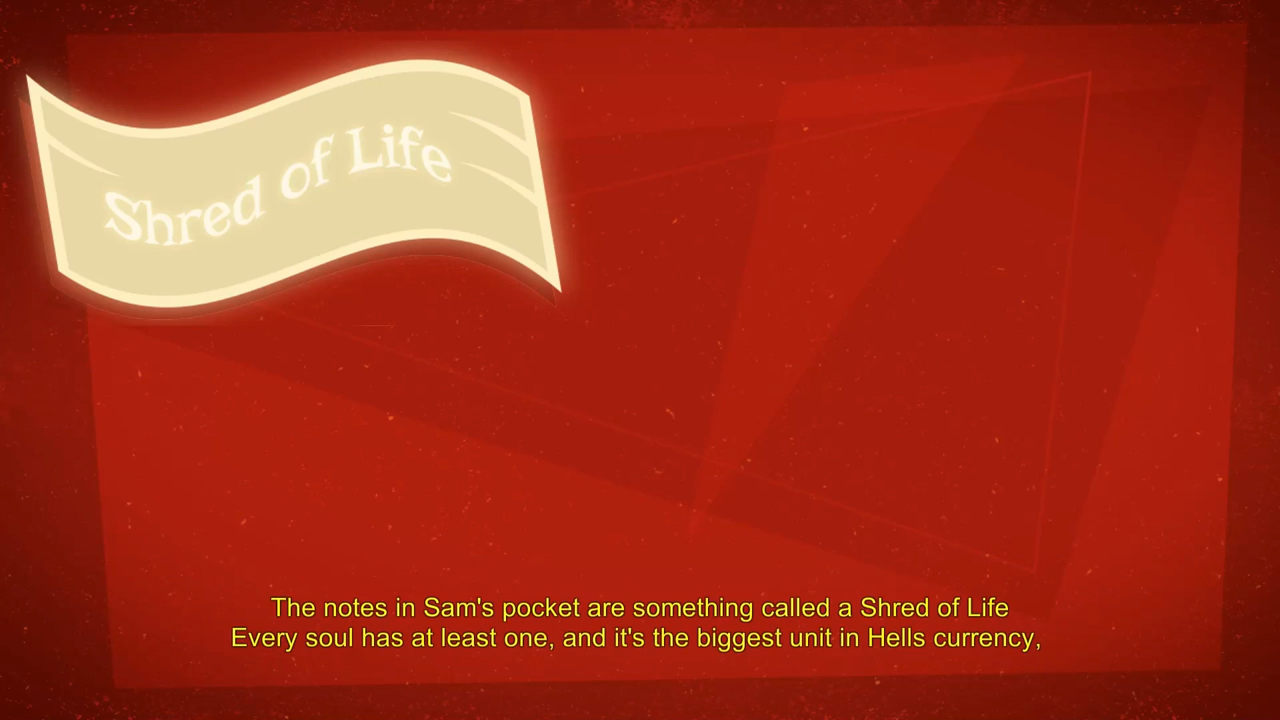 Shred of Life
The notes in Sam's pocket are something called a Shred of Life
Every soul has at least one, and it's the biggest unit in Hells currency,